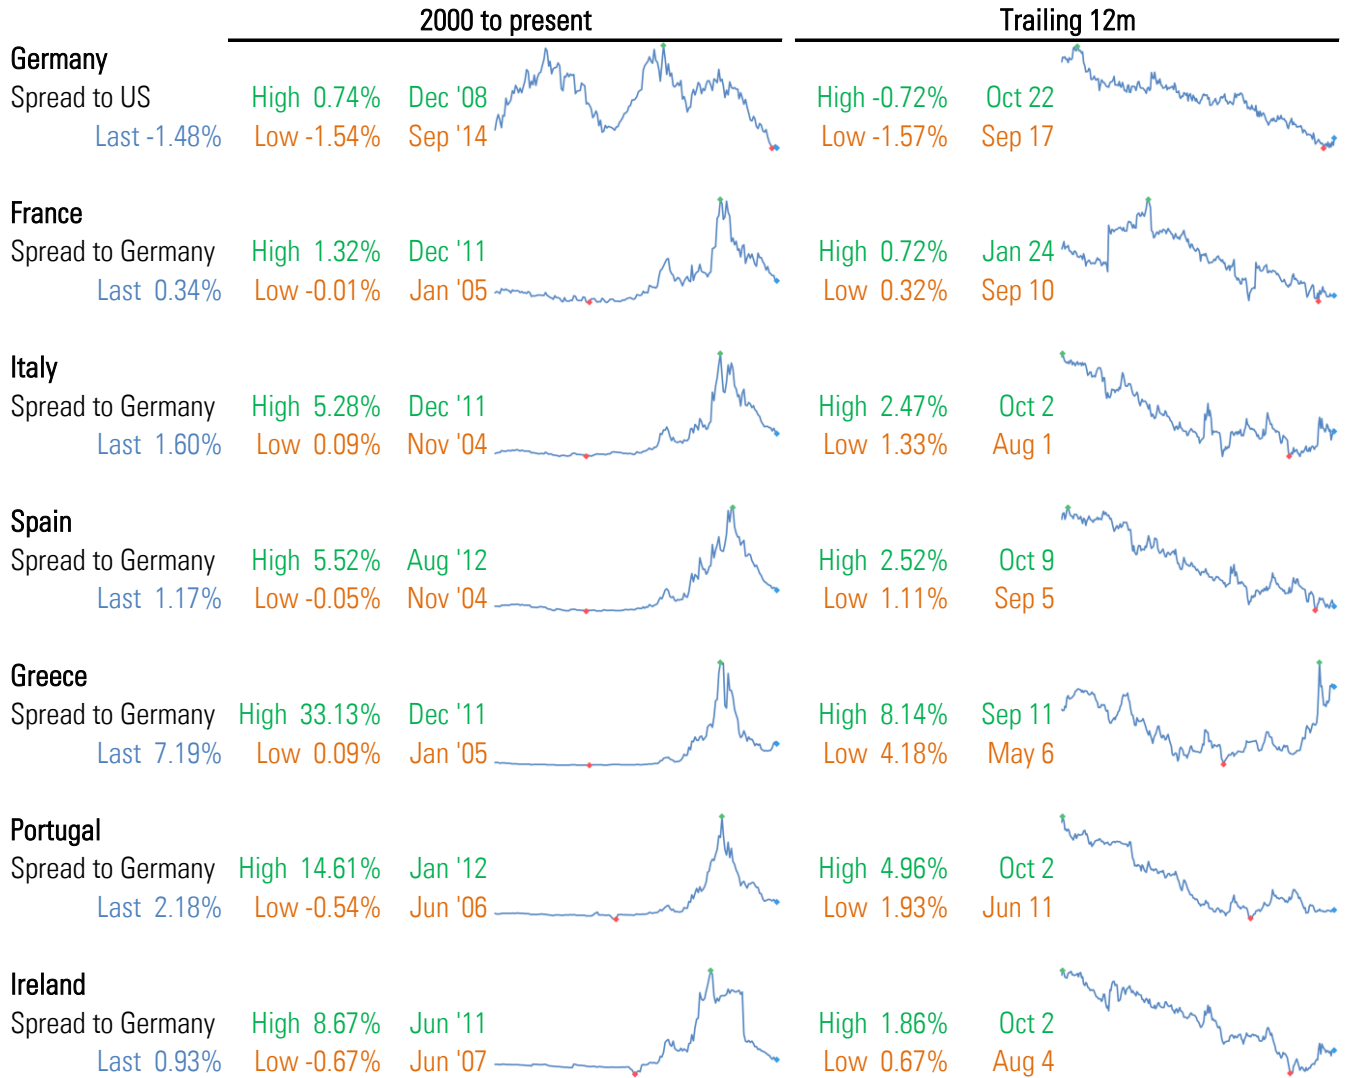 2000 to present Trailing 12m
Germany
Spread to US High 0.74% Dec '08 High -0.72% Oct 22
Last -1.48% Low -1.54% Sep '14 Low -1.57% Sep 17
France
Spread to Germany High 1.32% Dec '11 High 0.72% Jan 24
Last 0.34% Low -0.01% Jan '05 Low 0.32% Sep 10
Italy
Spread to Germany High 5.28% Dec '11 High 2.47% Oct 2
Last 1.60% Low 0.09% Nov '04 Low 1.33% Aug 1
Spain
Spread to Germany High 5.52% Aug '12 High 2.52% Oct 9
Last 1.17% Low -0.05% Nov '04 Low 1.11% Sep 5
Greece
Spread to Germany High 33.13% Dec '11 High 8.14% Sep 11
Last 7.19% Low 0.09% Jan '05 Low 4.18% May 6
Portugal
Spread to Germany High 14.61% Jan '12 High 4.96% Oct 2
Last 2.18% Low -0.54% Jun '06 Low 1.93% Jun 11
Ireland
Spread to Germany High 8.67% Jun '11 High 1.86% Oct 2
Last 0.93% Low -0.67% Jun '07 Low 0.67% Aug 4